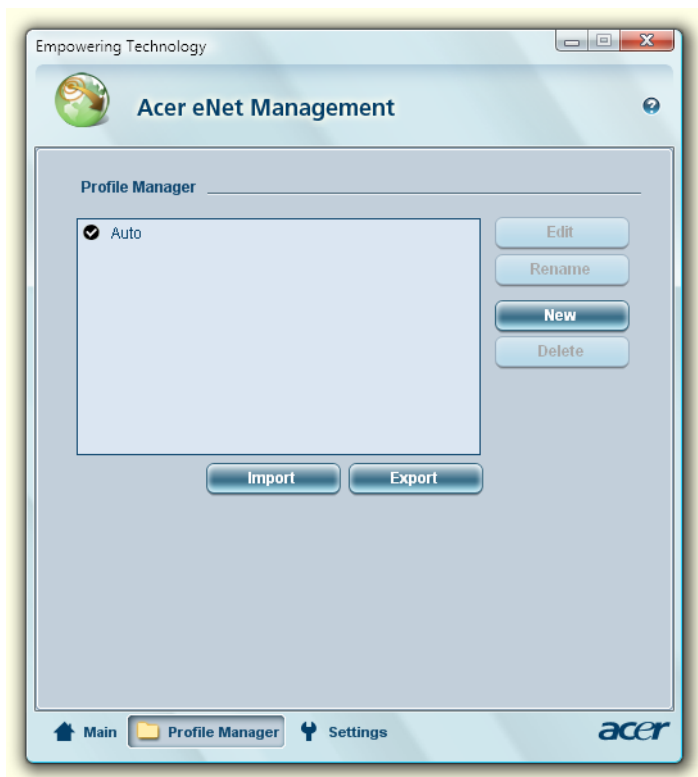 Empowering Technology
Acer eNet Management
Profile Manager
Auto
Edit
Rename
New
Delete
Import Export
Main Profile Manager Settings acer